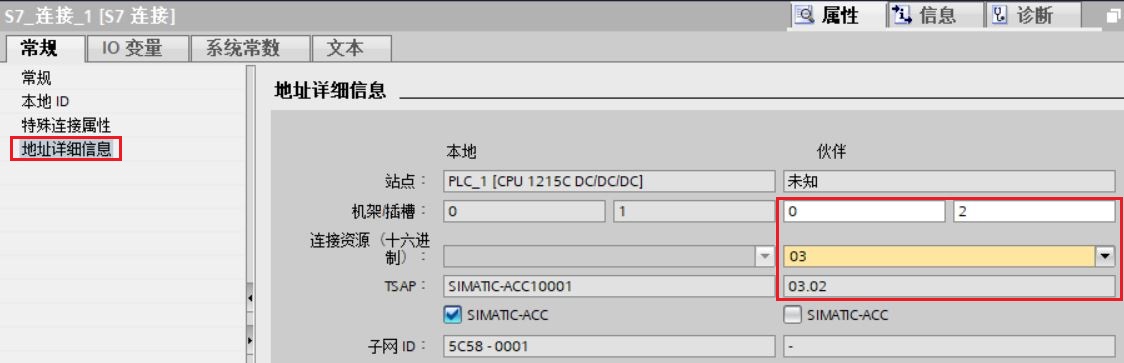 S7_连接_1 [S7 连接]
属性 信息 诊断
常规 IO 变量 系统常数 文本
常规
本地 ID
特殊连接属性
地址详细信息
地址详细信息
本地 伙伴
站点： PLC_1 [CPU 1215C DC/DC/DC] 未知
机架/插槽： 0 1 0 2
连接资源（十六进
制）： 03
TSAP： SIMATIC-ACC10001 03.02
SIMATIC-ACC SIMATIC-ACC
子网 ID： 5C58 - 0001 -